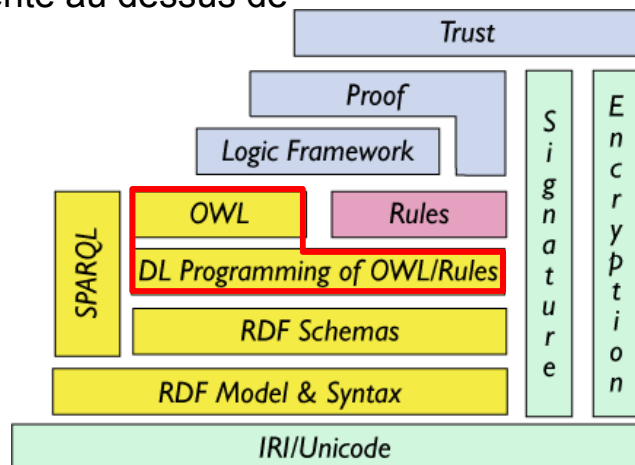 au dessus de
Trust
Proof
Logic Framework
Signature
Encryption
SPARQL
OWL
Rules
DL Programming of OWL/Rules
RDF Schemas
RDF Model & Syntax
IRI/Unicode